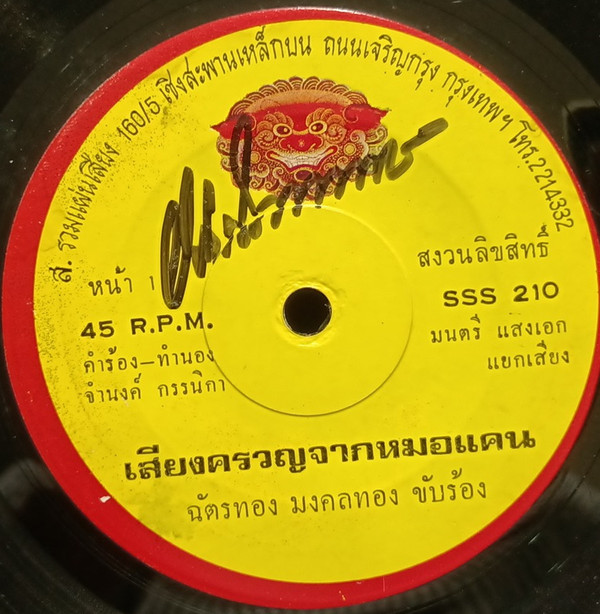 ส. รวมแผ่นเสียง 160/5 เชิงสะพานเหล็กบน ถนนเจริญกรุง กรุงเทพฯ โทร.2214332
หน้า 1
สงวนลิขสิทธิ์
45 R.P.M.
SSS 210
คำร้อง–ทำนอง
มนตรี แสงเอก
จำนงค์ กรรนิกา
แยกเสียง
เสียงครวญจากหมอแคน
ฉัตรทอง มงคลทอง ขับร้อง